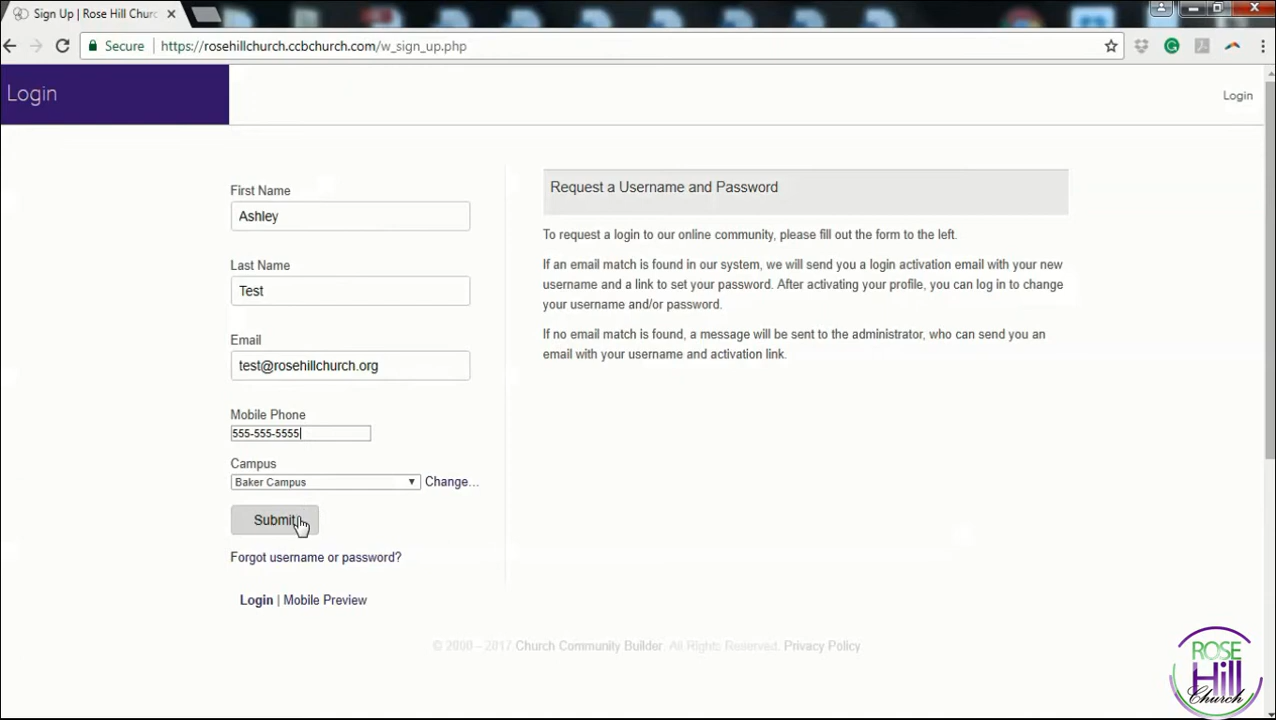 Sign Up | Rose Hill Churc
Secure | https://rosehillchurch.ccbchurch.com/w_sign_up.php
Login
Login
First Name
Ashley
Last Name
Test
Email
test@rosehillchurch.org
Mobile Phone
555-555-5555
Campus
Baker Campus
Change...
Submit
Forgot username or password?
Login | Mobile Preview
Request a Username and Password
To request a login to our online community, please fill out the form to the left.
If an email match is found in our system, we will send you a login activation email with your new
username and a link to set your password. After activating your profile, you can log in to change
your username and/or password.
If no email match is found, a message will be sent to the administrator, who can send you an
email with your username and activation link.
© 2000 - 2017 Church Community Builder. All Rights Reserved. Privacy Policy
ROSE
Hill
Church